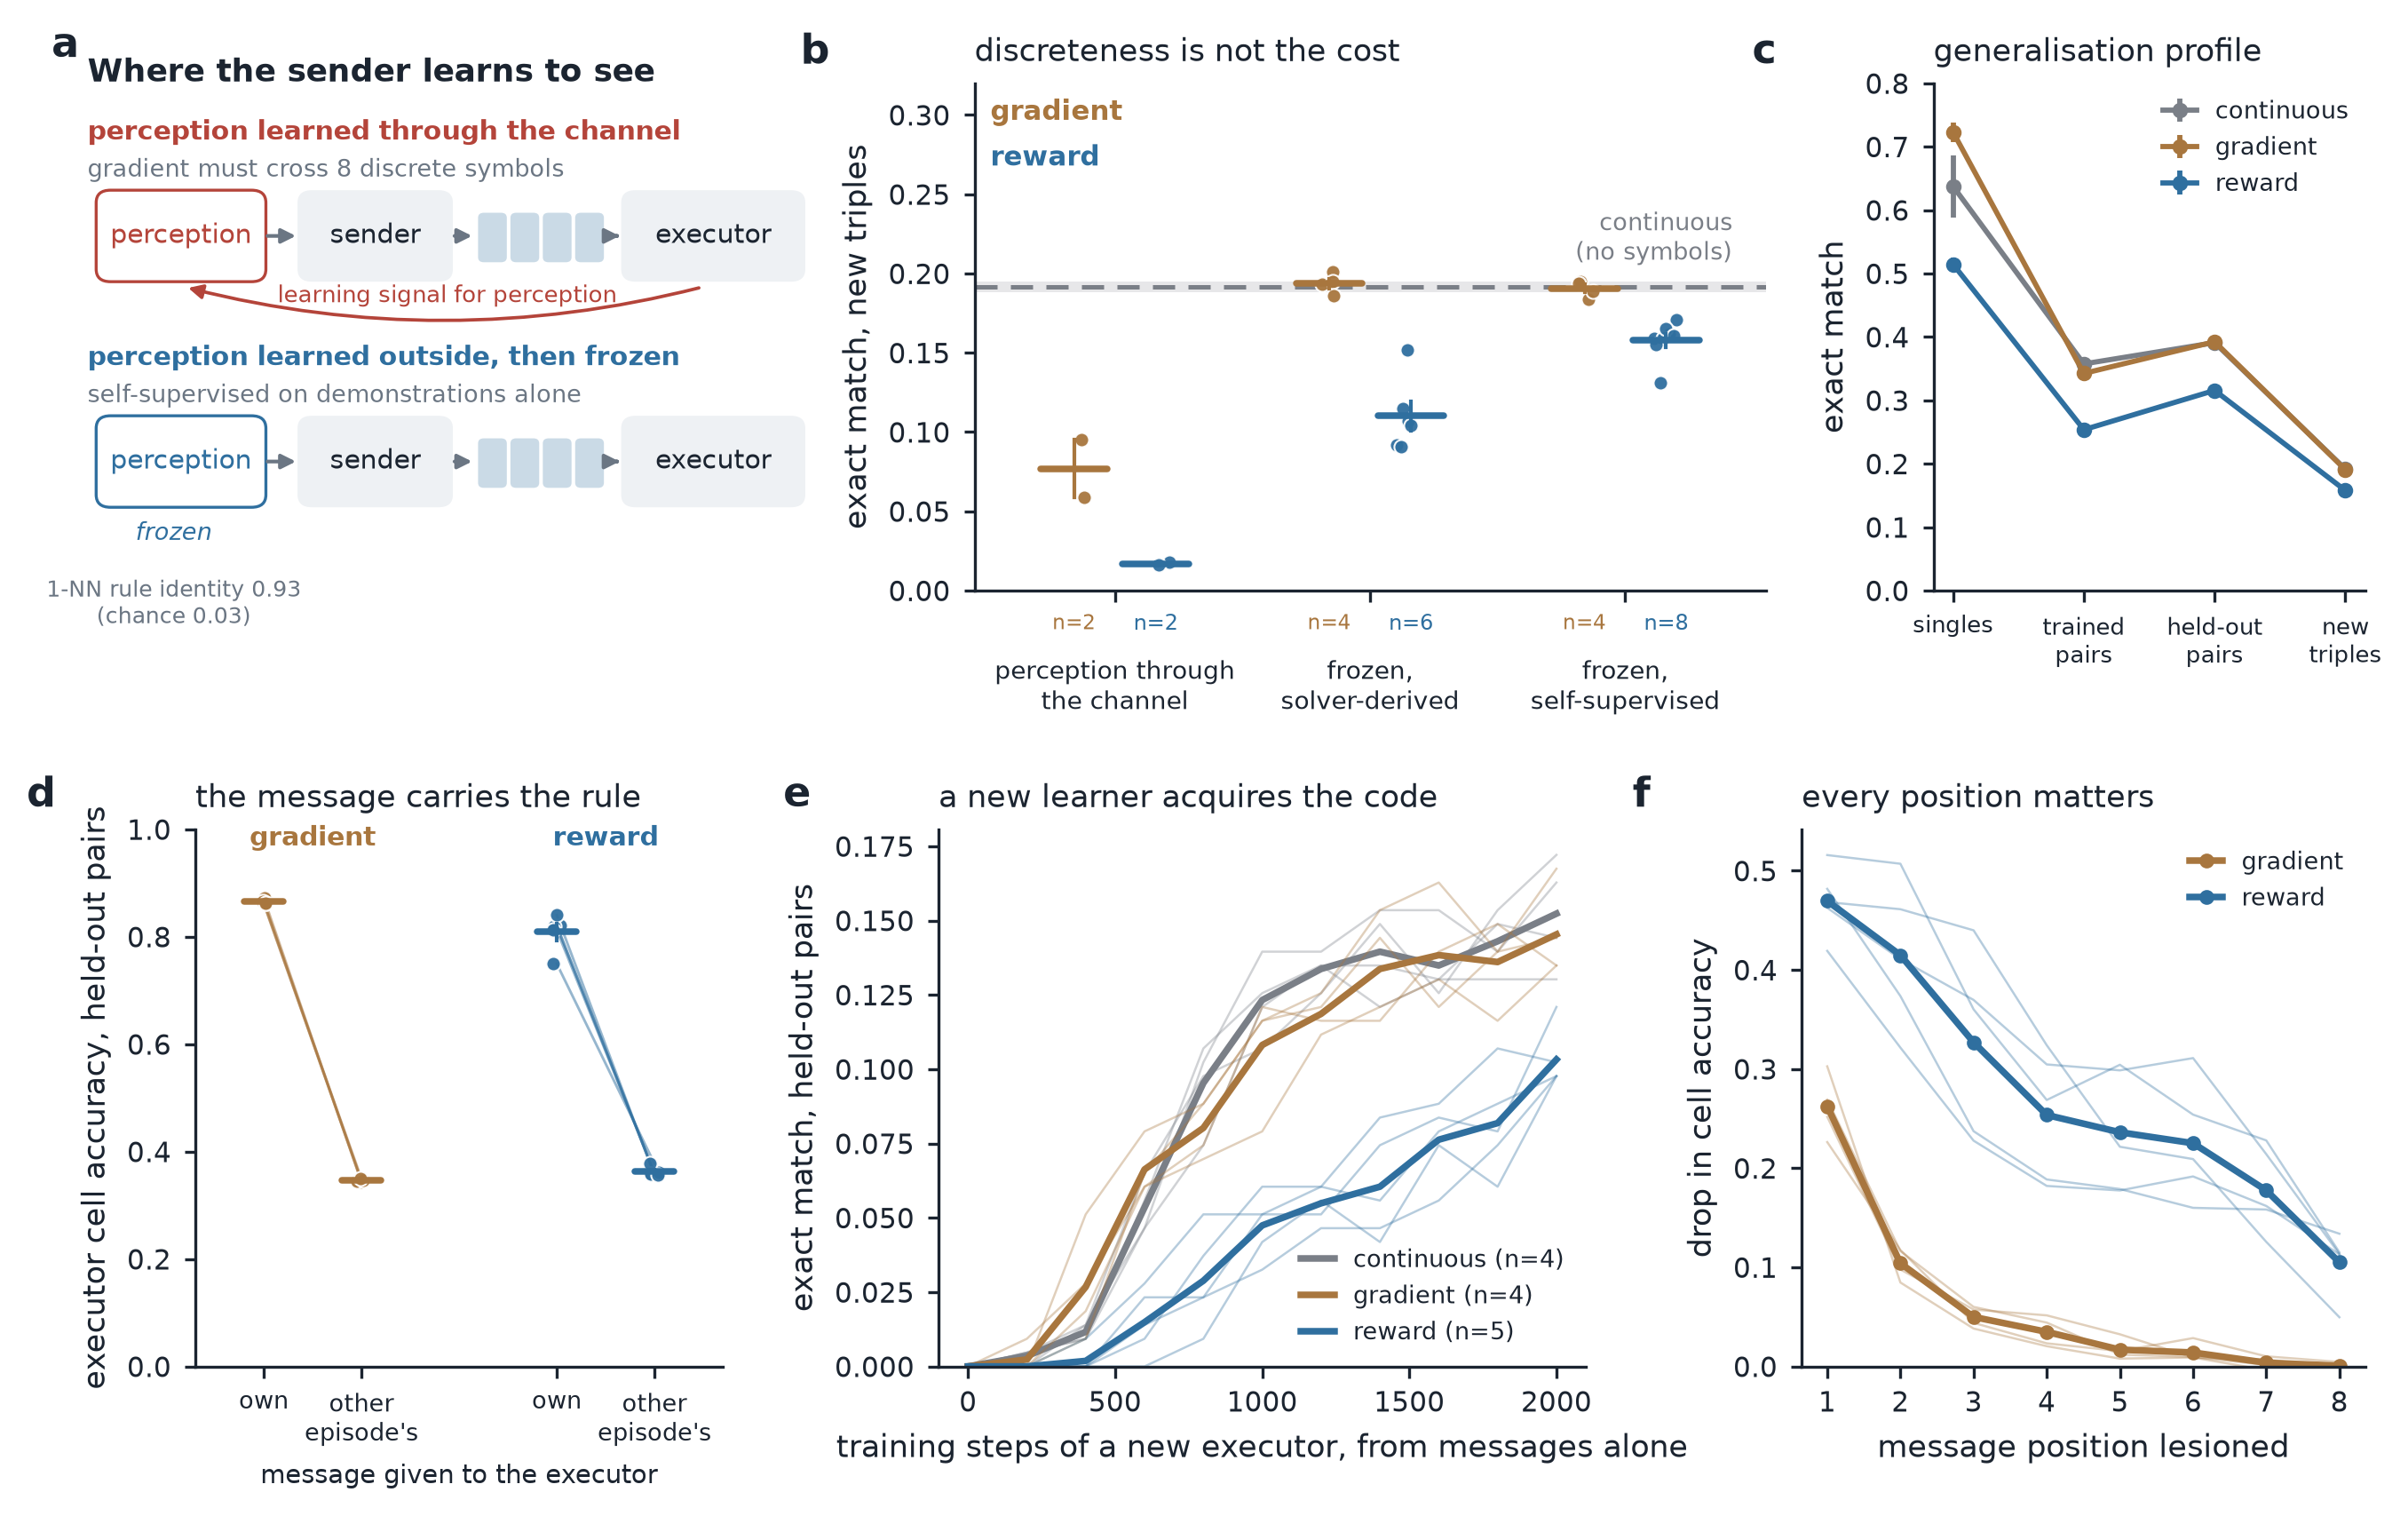 a
Where the sender learns to see
perception learned through the channel
gradient must cross 8 discrete symbols
perception
sender
executor
learning signal for perception
perception learned outside, then frozen
self-supervised on demonstrations alone
perception
sender
executor
frozen
1-NN rule identity 0.93
(chance 0.03)
b
discreteness is not the cost
gradient
reward
continuous
(no symbols)
exact match, new triples
0.30
0.25
0.20
0.15
0.10
0.05
0.00
n=2
n=2
n=4
n=6
n=4
n=8
perception through
the channel
frozen,
solver-derived
frozen,
self-supervised
c
generalisation profile
continuous
gradient
reward
exact match
0.8
0.7
0.6
0.5
0.4
0.3
0.2
0.1
0.0
singles
trained
pairs
held-out
pairs
new
triples
d
the message carries the rule
gradient
reward
executor cell accuracy, held-out pairs
1.0
0.8
0.6
0.4
0.2
0.0
own
other
episode's
own
other
episode's
message given to the executor
e
a new learner acquires the code
exact match, held-out pairs
0.175
0.150
0.125
0.100
0.075
0.050
0.025
0.000
continuous (n=4)
gradient (n=4)
reward (n=5)
0
500
1000
1500
2000
training steps of a new executor, from messages alone
f
every position matters
gradient
reward
drop in cell accuracy
0.5
0.4
0.3
0.2
0.1
0.0
1
2
3
4
5
6
7
8
message position lesioned